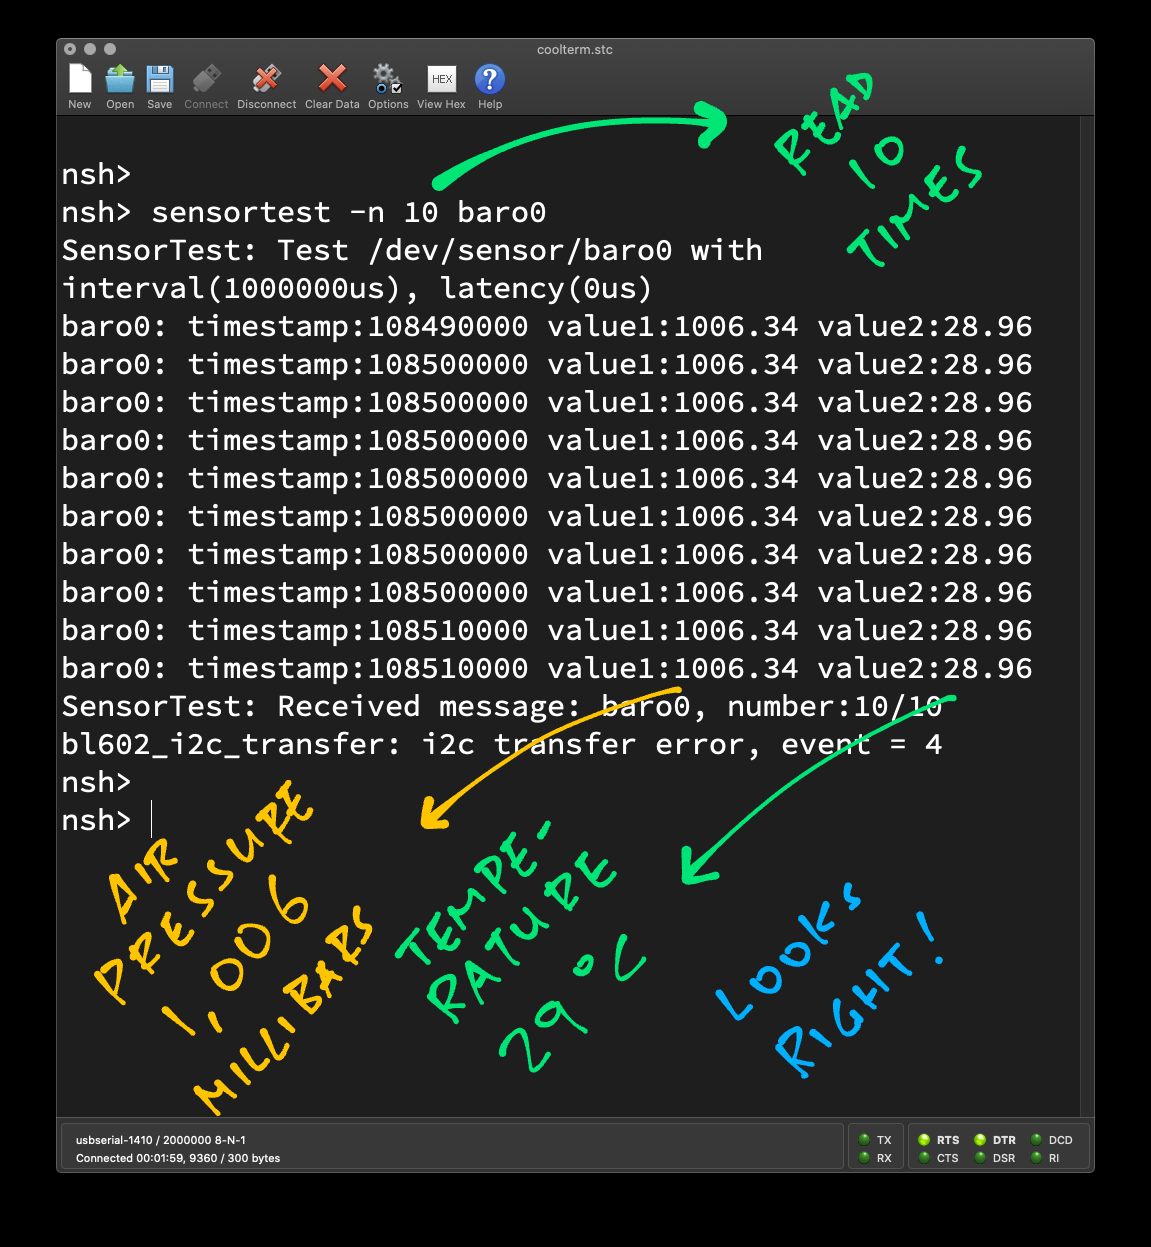 coolterm.stc
New Open Save Connect Disconnect Clear Data Options View Hex Help
HEX
?
READ
10
TIMES
nsh>
nsh> sensortest -n 10 baro0
SensorTest: Test /dev/sensor/baro0 with
interval(1000000us), latency(0us)
baro0: timestamp:108490000 value1:1006.34 value2:28.96
baro0: timestamp:108500000 value1:1006.34 value2:28.96
baro0: timestamp:108500000 value1:1006.34 value2:28.96
baro0: timestamp:108500000 value1:1006.34 value2:28.96
baro0: timestamp:108500000 value1:1006.34 value2:28.96
baro0: timestamp:108500000 value1:1006.34 value2:28.96
baro0: timestamp:108500000 value1:1006.34 value2:28.96
baro0: timestamp:108500000 value1:1006.34 value2:28.96
baro0: timestamp:108510000 value1:1006.34 value2:28.96
baro0: timestamp:108510000 value1:1006.34 value2:28.96
SensorTest: Received message: baro0, number:10/10
bl602_i2c_transfer: i2c transfer error, event = 4
nsh>
nsh>
AIR
PRESSURE
1,006
MILLIBARS
TEMPE-
RATURE
29°C
LOOKS
RIGHT!
usbserial-1410 / 2000000 8-N-1
Connected 00:01:59, 9360 / 300 bytes
TX RTS DTR DCD
RX CTS DSR RI